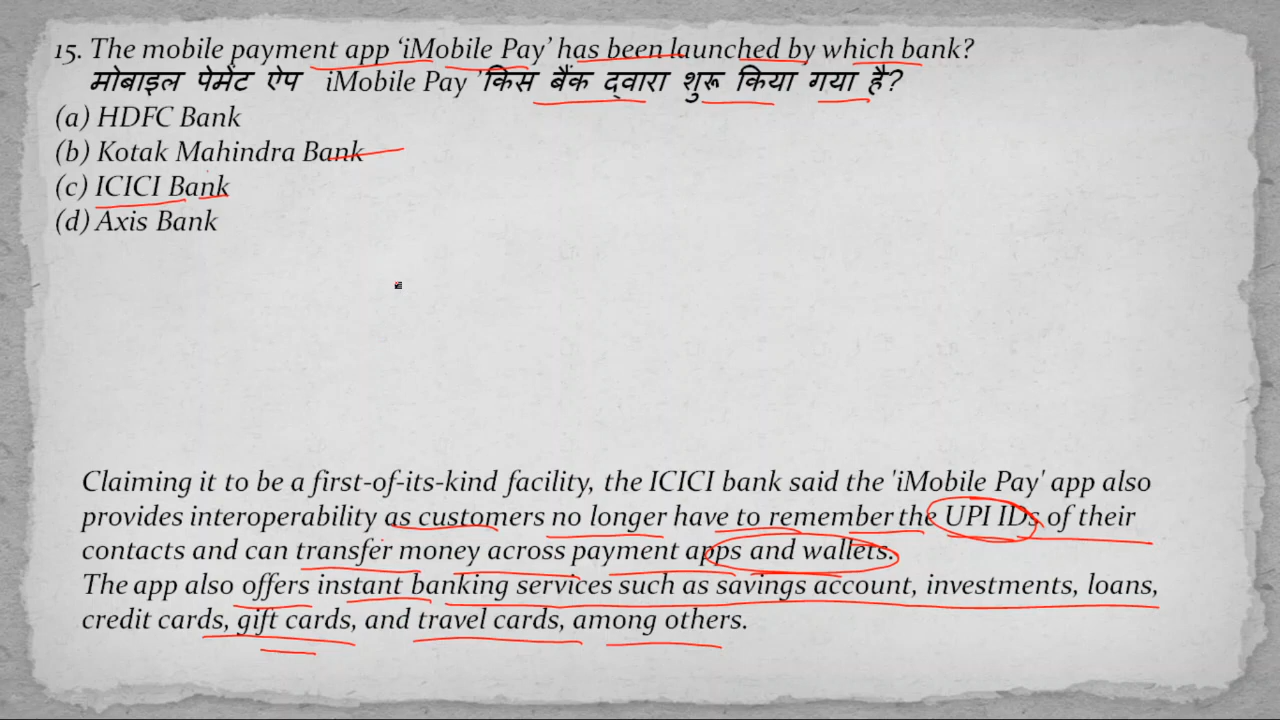 15. The mobile payment app ‘iMobile Pay’ has been launched by which bank?
मोबाइल पेमेंट ऐप iMobile Pay ’किस बैंक द्वारा शुरू किया गया है?
(a) HDFC Bank
(b) Kotak Mahindra Bank
(c) ICICI Bank
(d) Axis Bank
Claiming it to be a first-of-its-kind facility, the ICICI bank said the 'iMobile Pay' app also
provides interoperability as customers no longer have to remember the UPI IDs of their
contacts and can transfer money across payment apps and wallets.
The app also offers instant banking services such as savings account, investments, loans,
credit cards, gift cards, and travel cards, among others.